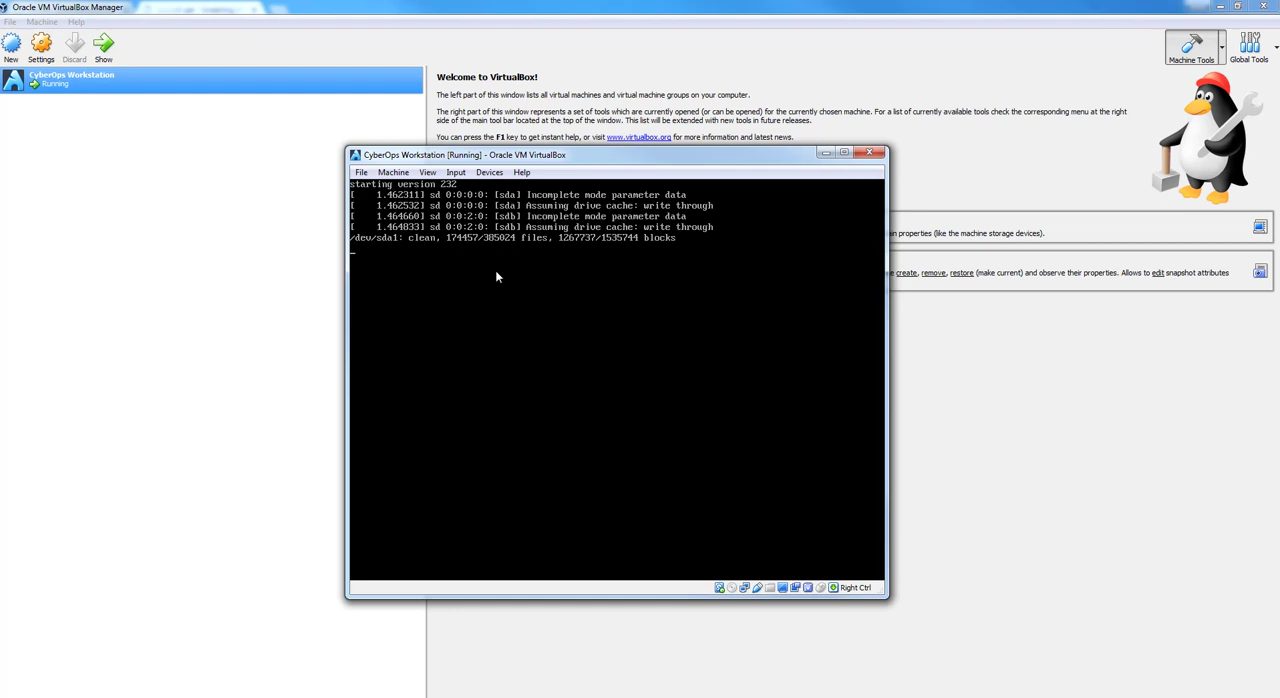 Oracle VM VirtualBox Manager
File Machine Help
New Settings Discard Show
Machine Tools Global Tools
CyberOps Workstation
Running
Welcome to VirtualBox!
The left part of this window lists all virtual machines and virtual machine groups on your computer.
The right part of this window represents a set of tools which are currently opened (or can be opened) for the currently chosen machine. For a list of currently available tools check the corresponding menu at the right
side of the main tool bar located at the top of the window. This list will be extended with new tools in future releases.
You can press the F1 key to get instant help, or visit www.virtualbox.org for more information and latest news.
CyberOps Workstation [Running] - Oracle VM VirtualBox
File Machine View Input Devices Help
starting version 232
[ 1.462311] sd 0:0:0:0: [sda] Incomplete mode parameter data
[ 1.462532] sd 0:0:0:0: [sda] Assuming drive cache: write through
[ 1.464660] sd 0:0:2:0: [sdb] Incomplete mode parameter data
[ 1.464833] sd 0:0:2:0: [sdb] Assuming drive cache: write through
/dev/sda1: clean, 174457/385024 files, 1267737/1535744 blocks
_
properties (like the machine storage devices).
create, remove, restore (make current) and observe their properties. Allows to edit snapshot attributes
Right Ctrl